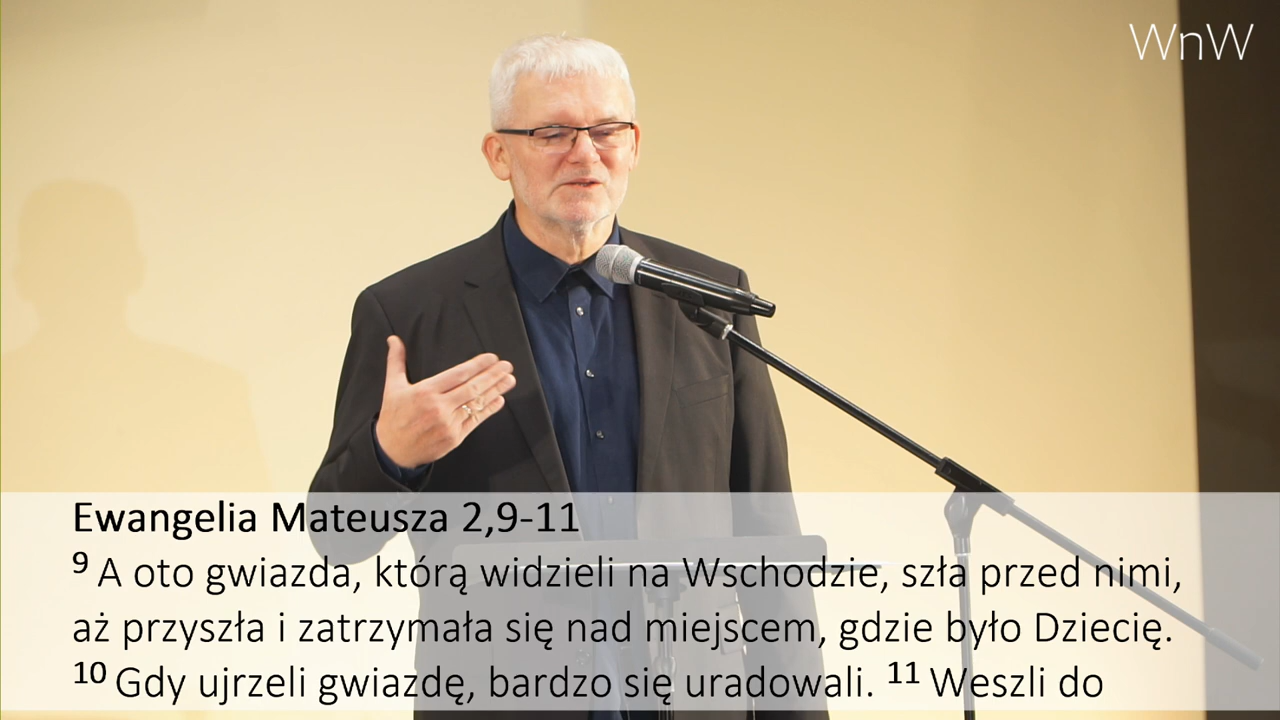 WnW
Ewangelia Mateusza 2,9-11
9 A oto gwiazda, którą widzieli na Wschodzie, szła przed nimi,
aż przyszła i zatrzymała się nad miejscem, gdzie było Dziecię.
10 Gdy ujrzeli gwiazdę, bardzo się uradowali. 11 Weszli do